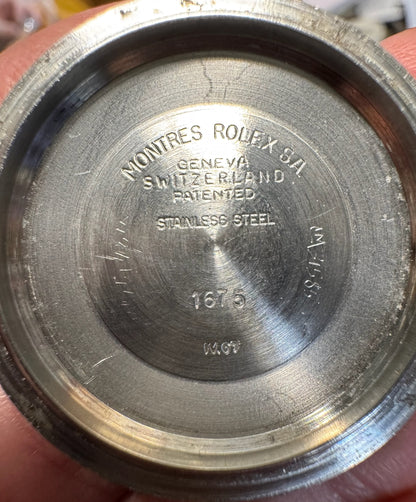 MONTRES ROLEX S.A.
GENEVA
SWITZERLAND
PATENTED
STAINLESS STEEL
1675